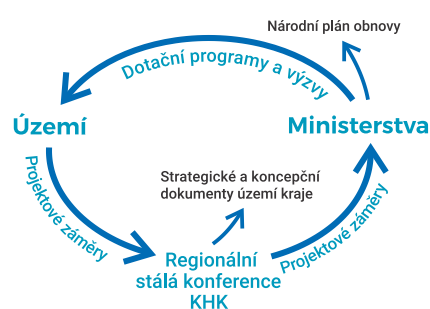 Národní plán obnovy
Dotační programy a výzvy
Území
Ministerstva
Strategické a koncepční
dokumenty území kraje
Projektové záměry
Projektové záměry
Regionální
stálá konference
KHK